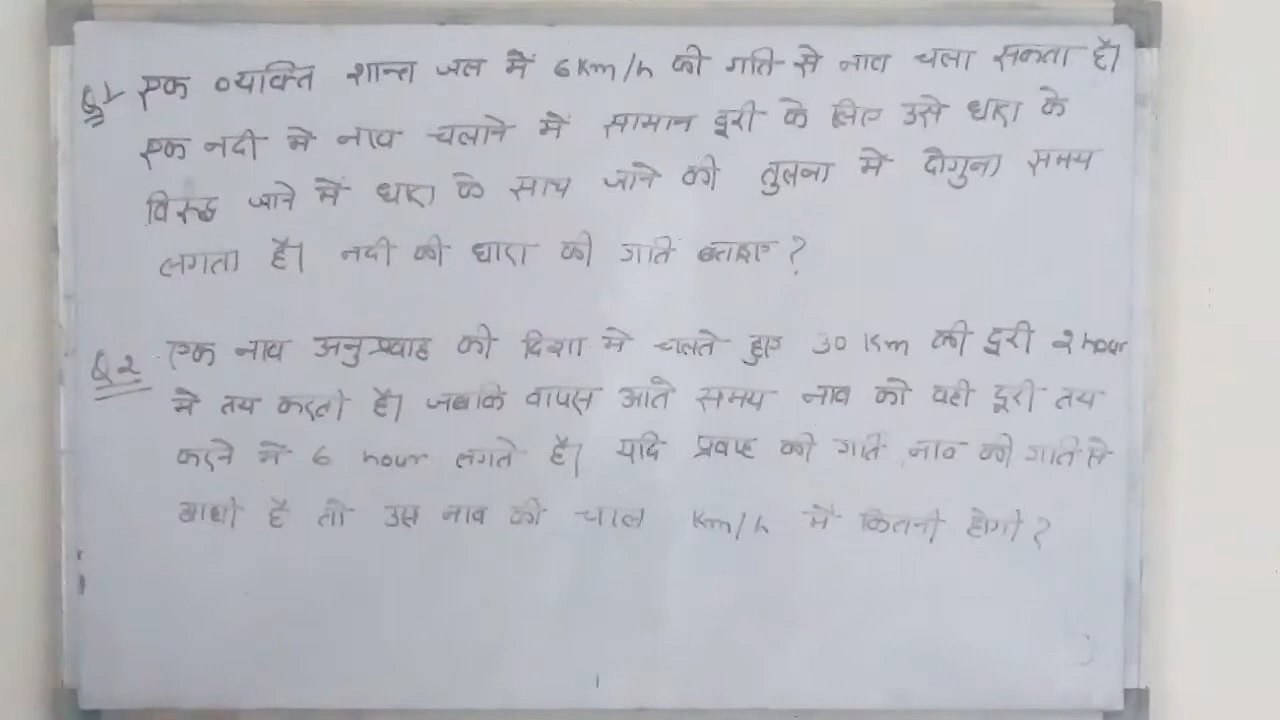 Q1 एक व्यक्ति शान्त जल में 6km/h की गति से नाव चला सकता है।
एक नदी मे नाव चलाने में सामान दूरी के लिए उसे धारा के
विरुद्ध जाने में धारा के साथ जाने की तुलना में दोगुना समय
लगता है। नदी की धारा की गति बताइए ?
Q2 एक नाव अनुप्रवाह की दिशा मे चलते हुए 30 Km की दूरी 2 hour
मे तय करती है। जबकि वापस आते समय नाव को वही दूरी तय
करने में 6 hour लगते है। यदि प्रवाह की गति नाव की गति से
आधी है तो उस नाव की चाल Km/h में कितनी होगी ?